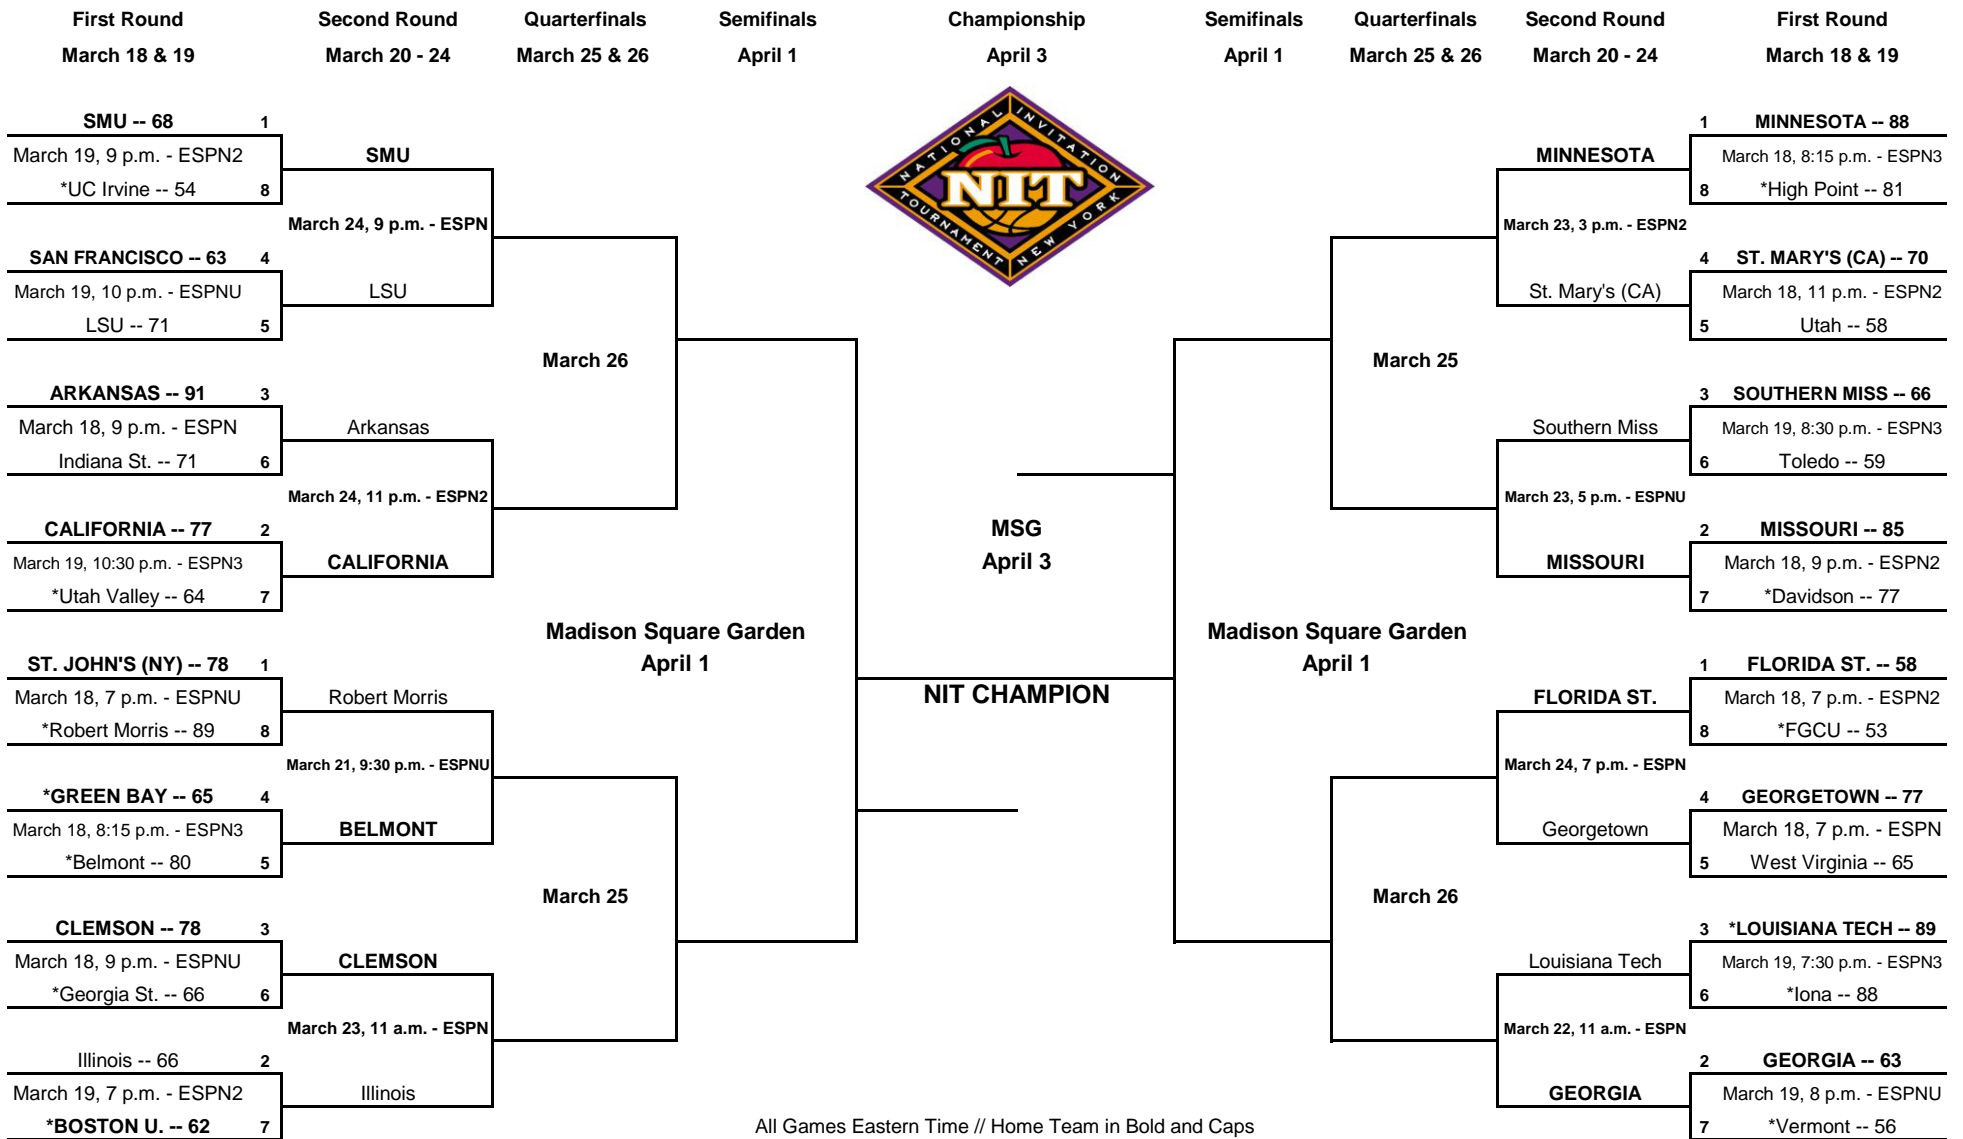 First Round
Second Round
Quarterfinals
Semifinals
Championship
Semifinals
Quarterfinals
Second Round
First Round
March 18 & 19
March 20 - 24
March 25 & 26
April 1
April 3
April 1
March 25 & 26
March 20 - 24
March 18 & 19
SMU -- 68 1
March 19, 9 p.m. - ESPN2
*UC Irvine -- 54 8
SAN FRANCISCO -- 63 4
March 19, 10 p.m. - ESPNU
LSU -- 71 5
ARKANSAS -- 91 3
March 18, 9 p.m. - ESPN
Indiana St. -- 71 6
CALIFORNIA -- 77 2
March 19, 10:30 p.m. - ESPN3
*Utah Valley -- 64 7
ST. JOHN'S (NY) -- 78 1
March 18, 7 p.m. - ESPNU
*Robert Morris -- 89 8
*GREEN BAY -- 65 4
March 18, 8:15 p.m. - ESPN3
*Belmont -- 80 5
CLEMSON -- 78 3
March 18, 9 p.m. - ESPNU
*Georgia St. -- 66 6
Illinois -- 66 2
March 19, 7 p.m. - ESPN2
*BOSTON U. -- 62 7
SMU
March 24, 9 p.m. - ESPN
LSU
Arkansas
March 24, 11 p.m. - ESPN2
CALIFORNIA
Robert Morris
March 21, 9:30 p.m. - ESPNU
BELMONT
CLEMSON
March 23, 11 a.m. - ESPN
Illinois
March 26
Madison Square Garden
April 1
March 25
NATIONAL INVITATION
NIT
TOURNAMENT NEW YORK
MSG
April 3
NIT CHAMPION
March 25
Madison Square Garden
April 1
March 26
MINNESOTA
March 23, 3 p.m. - ESPN2
St. Mary's (CA)
Southern Miss
March 23, 5 p.m. - ESPNU
MISSOURI
FLORIDA ST.
March 24, 7 p.m. - ESPN
Georgetown
Louisiana Tech
March 22, 11 a.m. - ESPN
GEORGIA
1 MINNESOTA -- 88
March 18, 8:15 p.m. - ESPN3
8 *High Point -- 81
4 ST. MARY'S (CA) -- 70
March 18, 11 p.m. - ESPN2
5 Utah -- 58
3 SOUTHERN MISS -- 66
March 19, 8:30 p.m. - ESPN3
6 Toledo -- 59
2 MISSOURI -- 85
March 18, 9 p.m. - ESPN2
7 *Davidson -- 77
1 FLORIDA ST. -- 58
March 18, 7 p.m. - ESPN2
8 *FGCU -- 53
4 GEORGETOWN -- 77
March 18, 7 p.m. - ESPN
5 West Virginia -- 65
3 *LOUISIANA TECH -- 89
March 19, 7:30 p.m. - ESPN3
6 *Iona -- 88
2 GEORGIA -- 63
March 19, 8 p.m. - ESPNU
7 *Vermont -- 56
All Games Eastern Time // Home Team in Bold and Caps